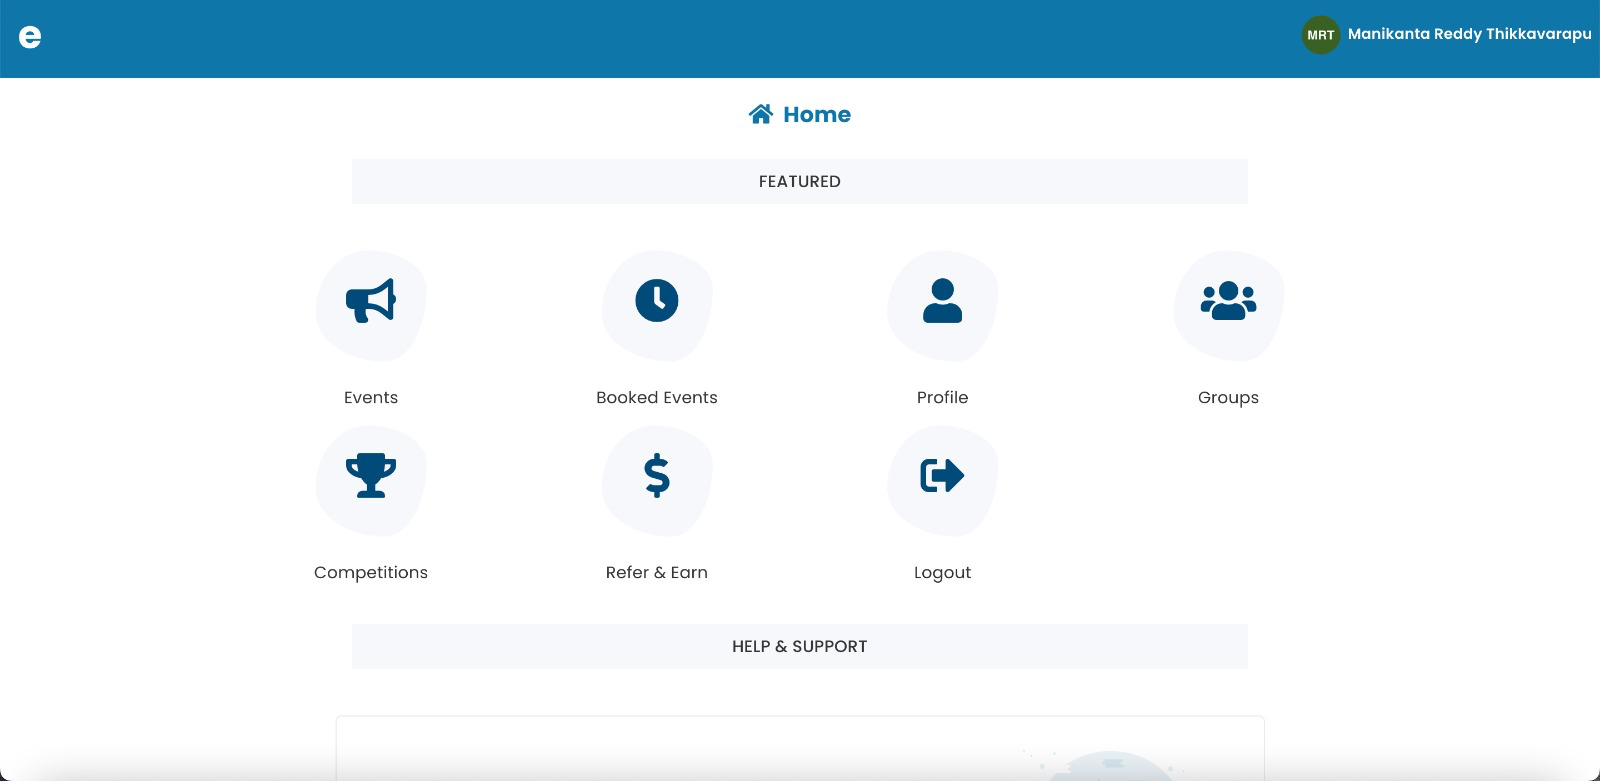 e
MRT Manikanta Reddy Thikkavarapu
Home
FEATURED
Events Booked Events Profile Groups
Competitions Refer & Earn Logout
HELP & SUPPORT